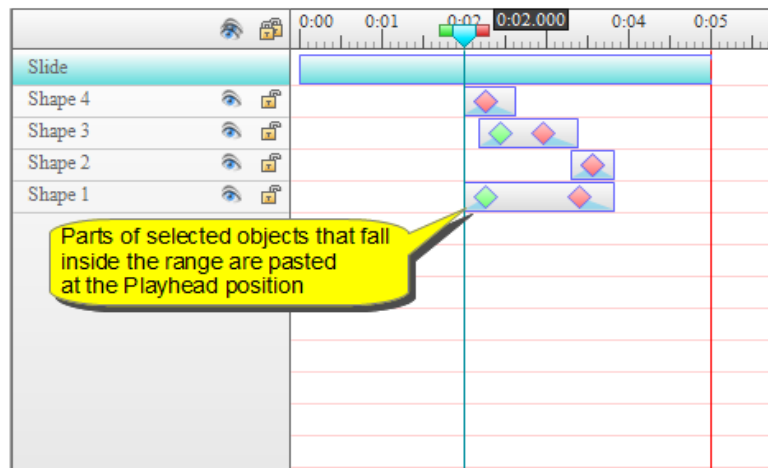 0:00 0:01 0:02 0:02.000 0:04 0:05
Slide
Shape 4
Shape 3
Shape 2
Shape 1
Parts of selected objects that fall
inside the range are pasted
at the Playhead position